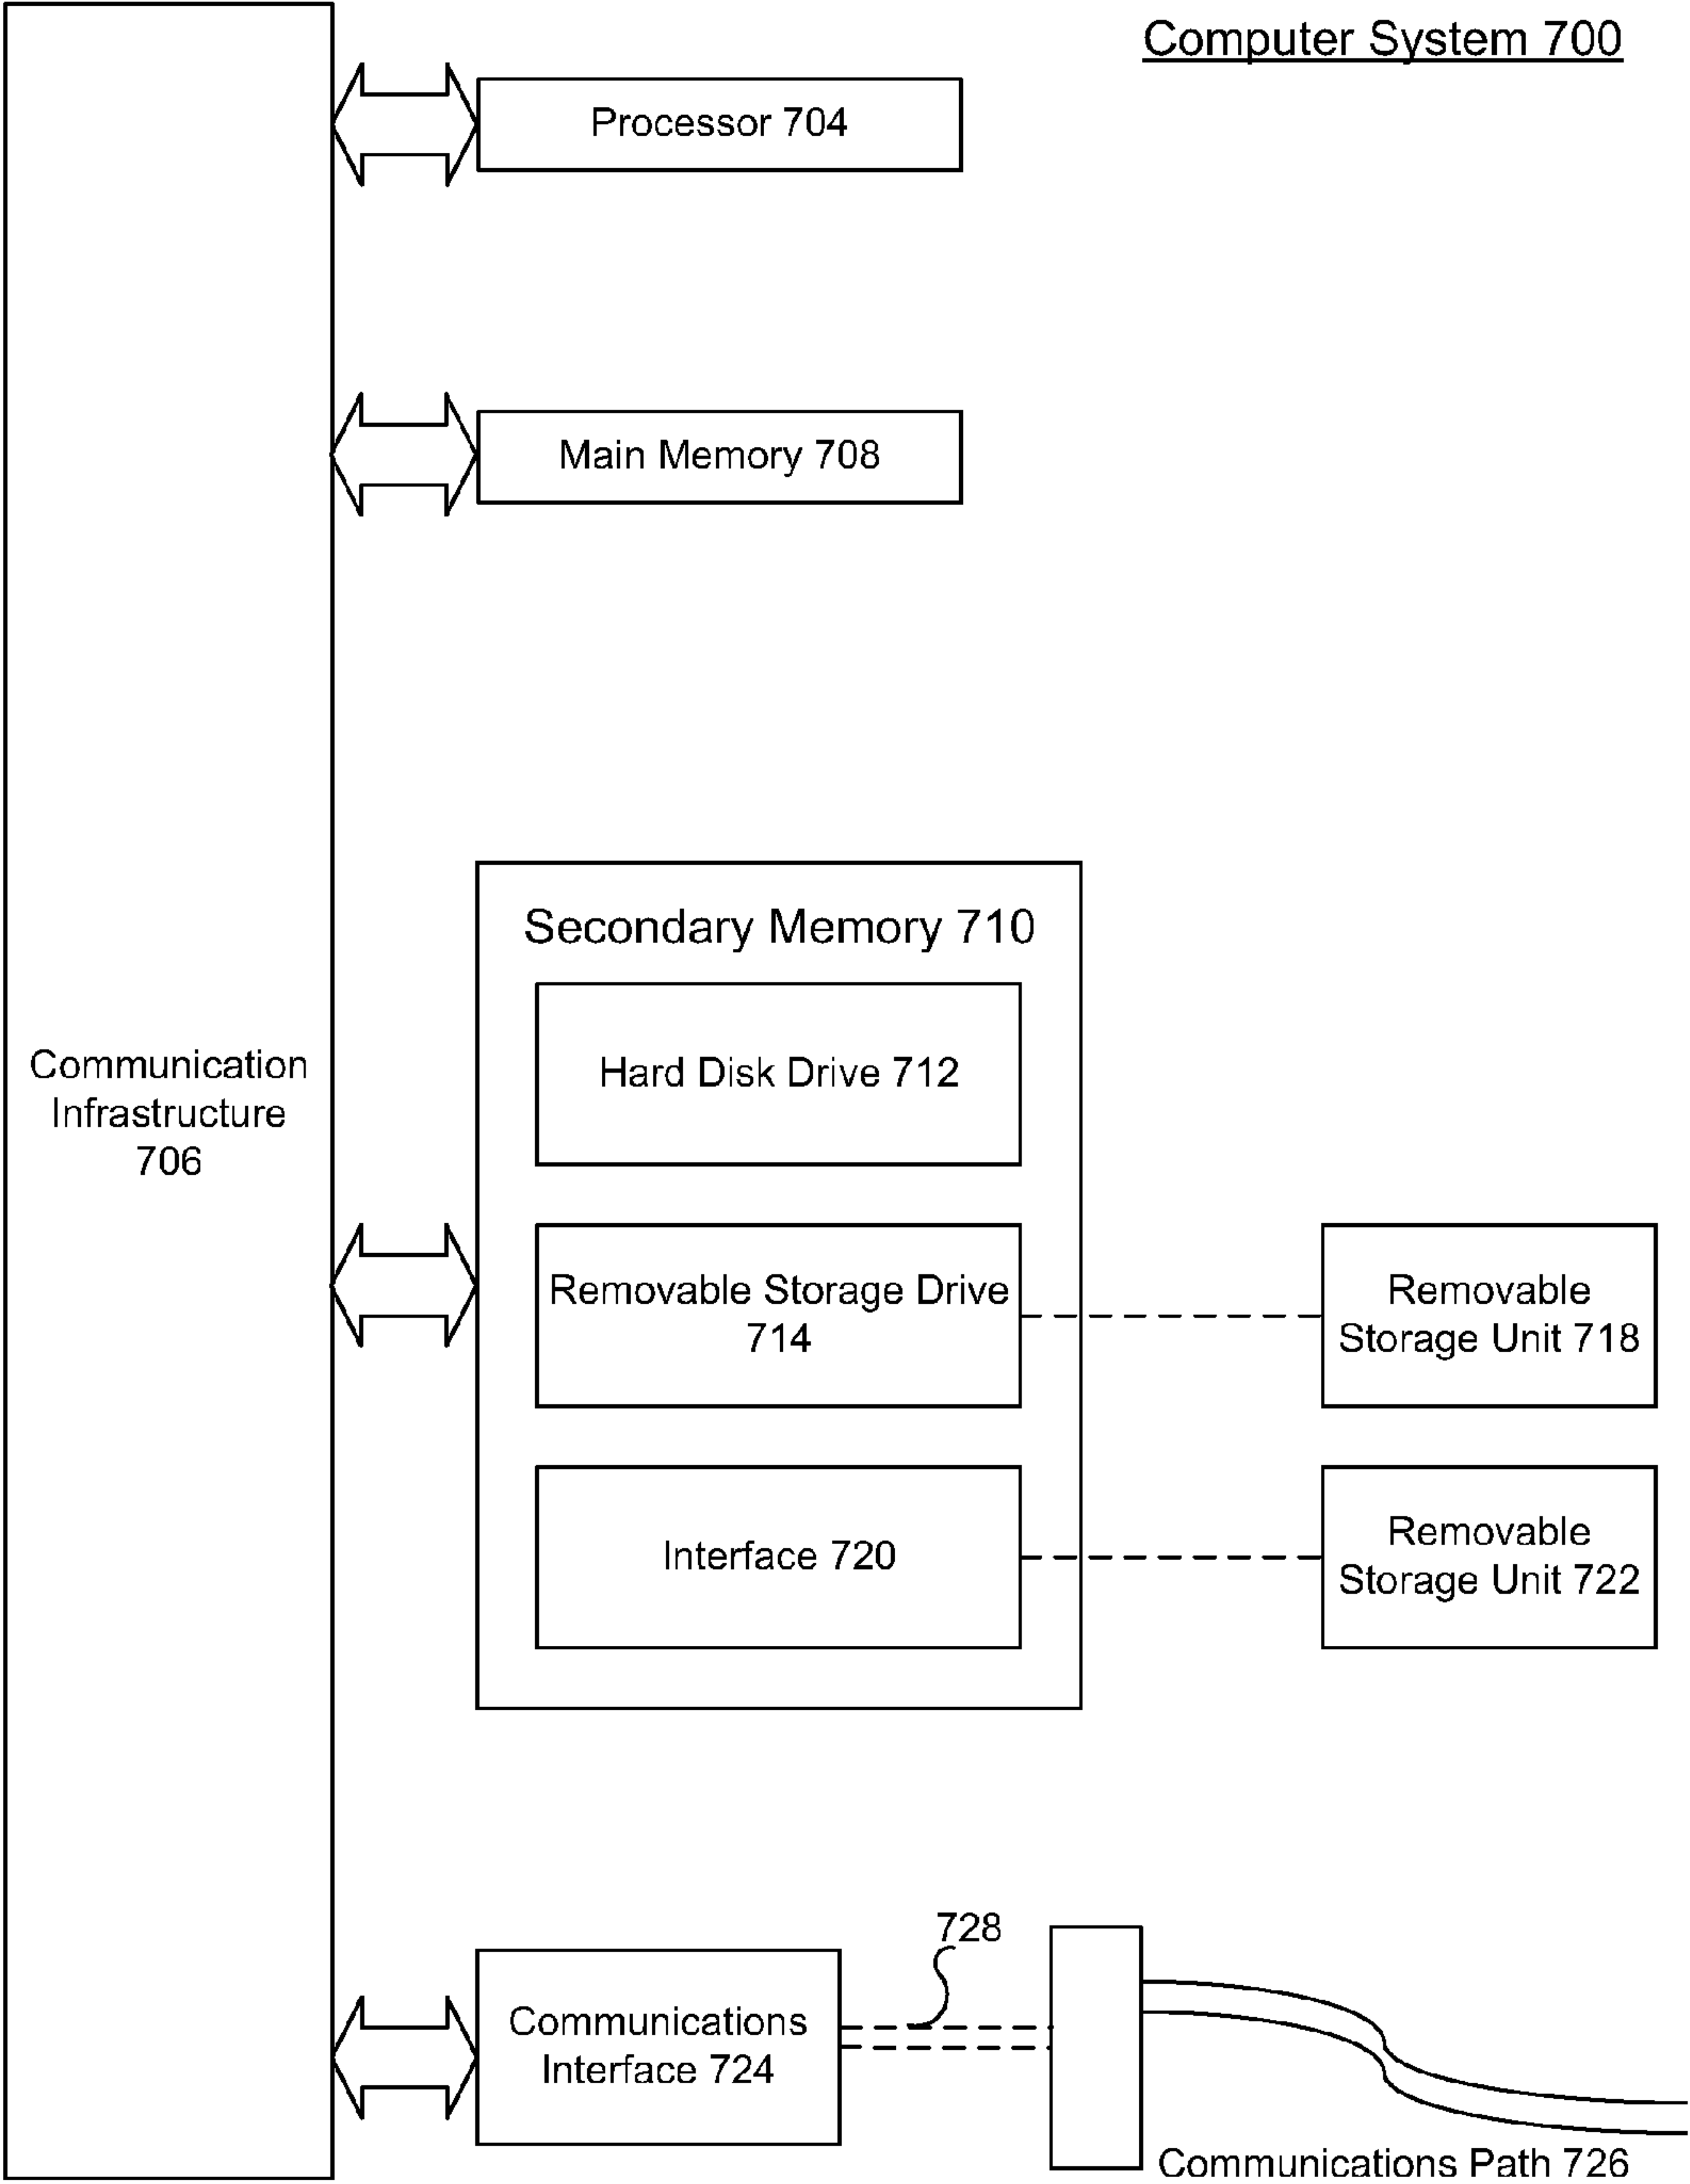 Computer System 700
Processor 704
Main Memory 708
Secondary Memory 710
Hard Disk Drive 712
Communication
Infrastructure
706
Removable Storage Drive
714
Removable
Storage Unit 718
Interface 720
Removable
Storage Unit 722
728
Communications
Interface 724
Communications Path 726